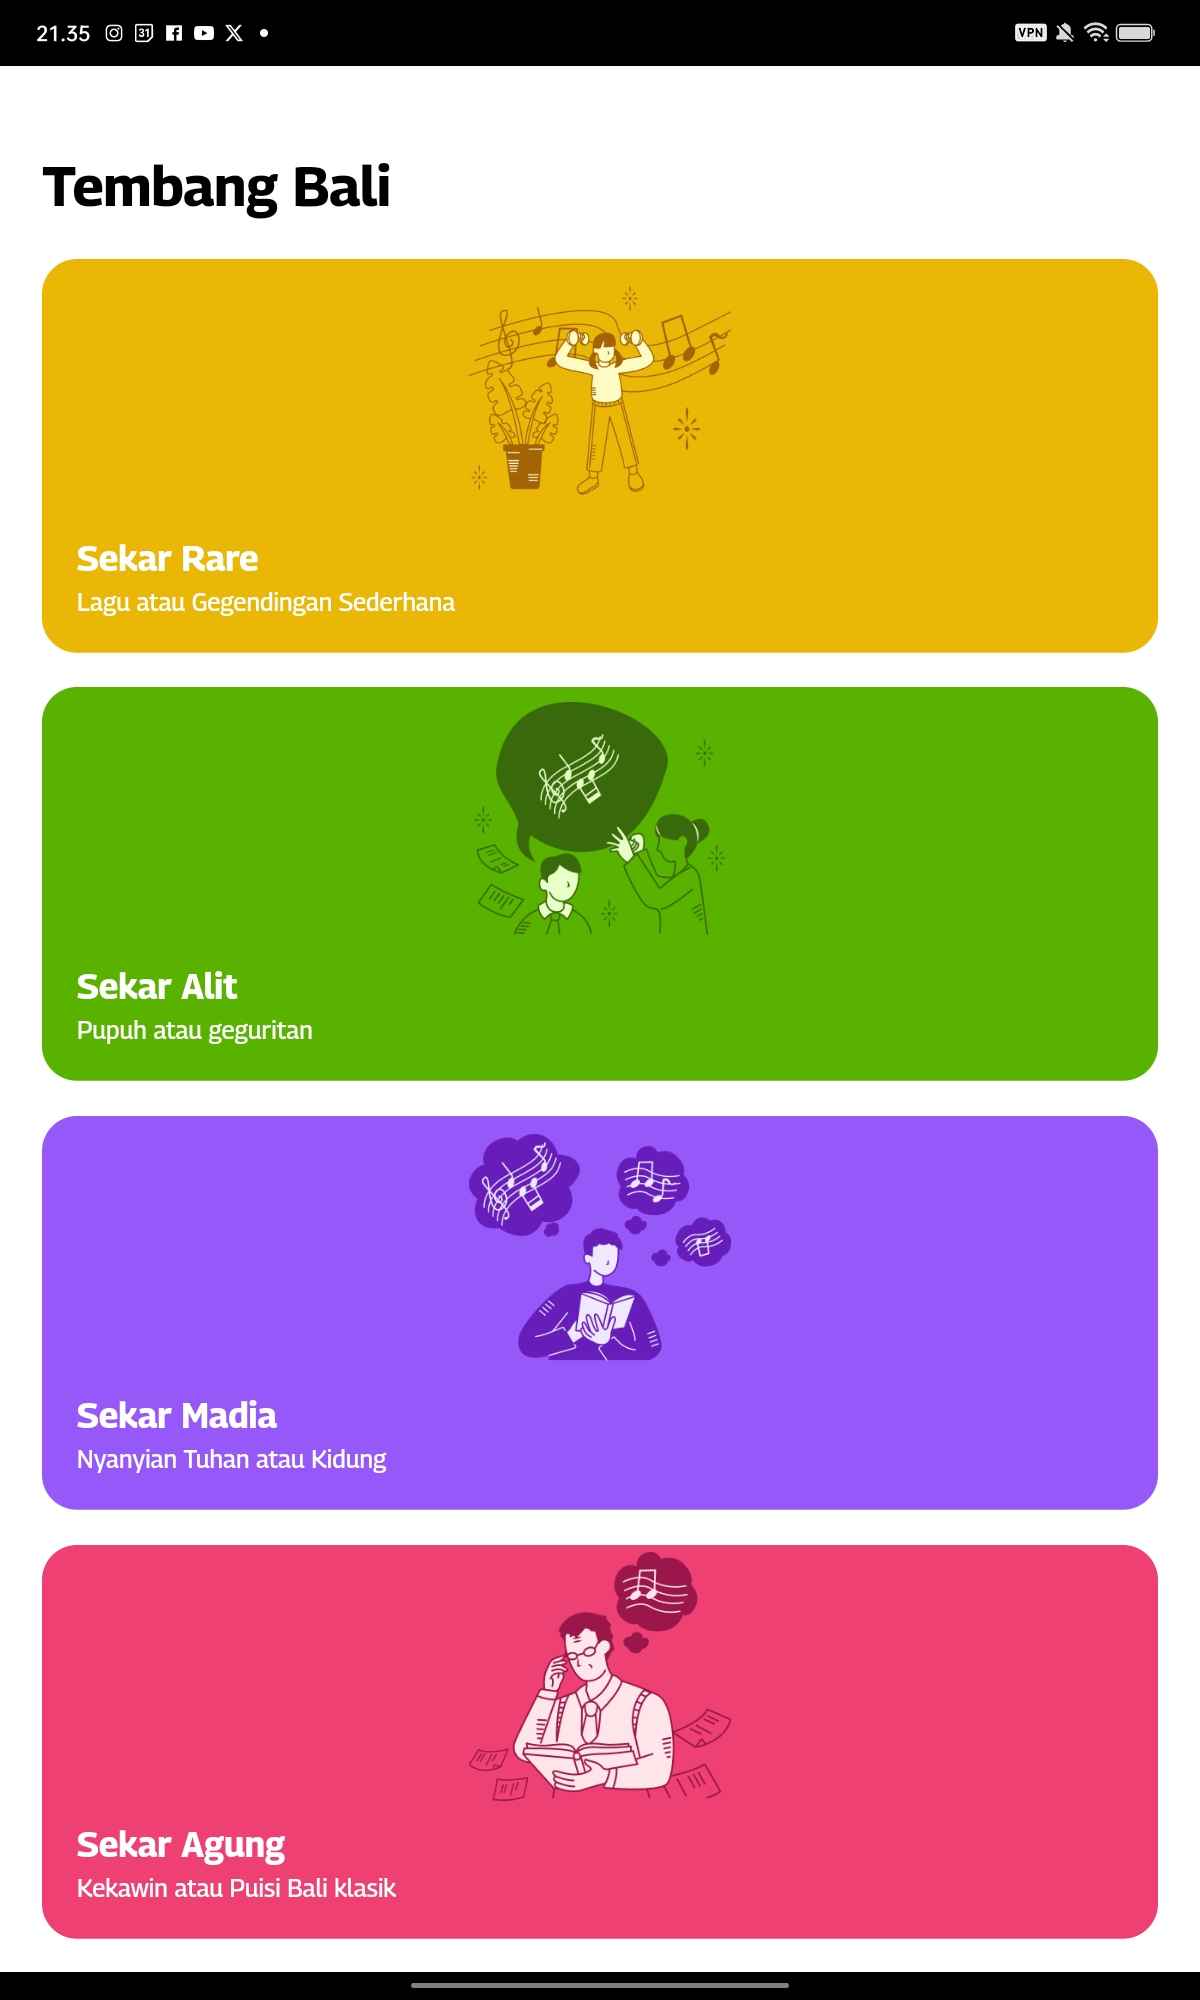 21.35
31
VPN
Tembang Bali
Sekar Rare
Lagu atau Gegendingan Sederhana
Sekar Alit
Pupuh atau geguritan
Sekar Madia
Nyanyian Tuhan atau Kidung
Sekar Agung
Kekawin atau Puisi Bali klasik